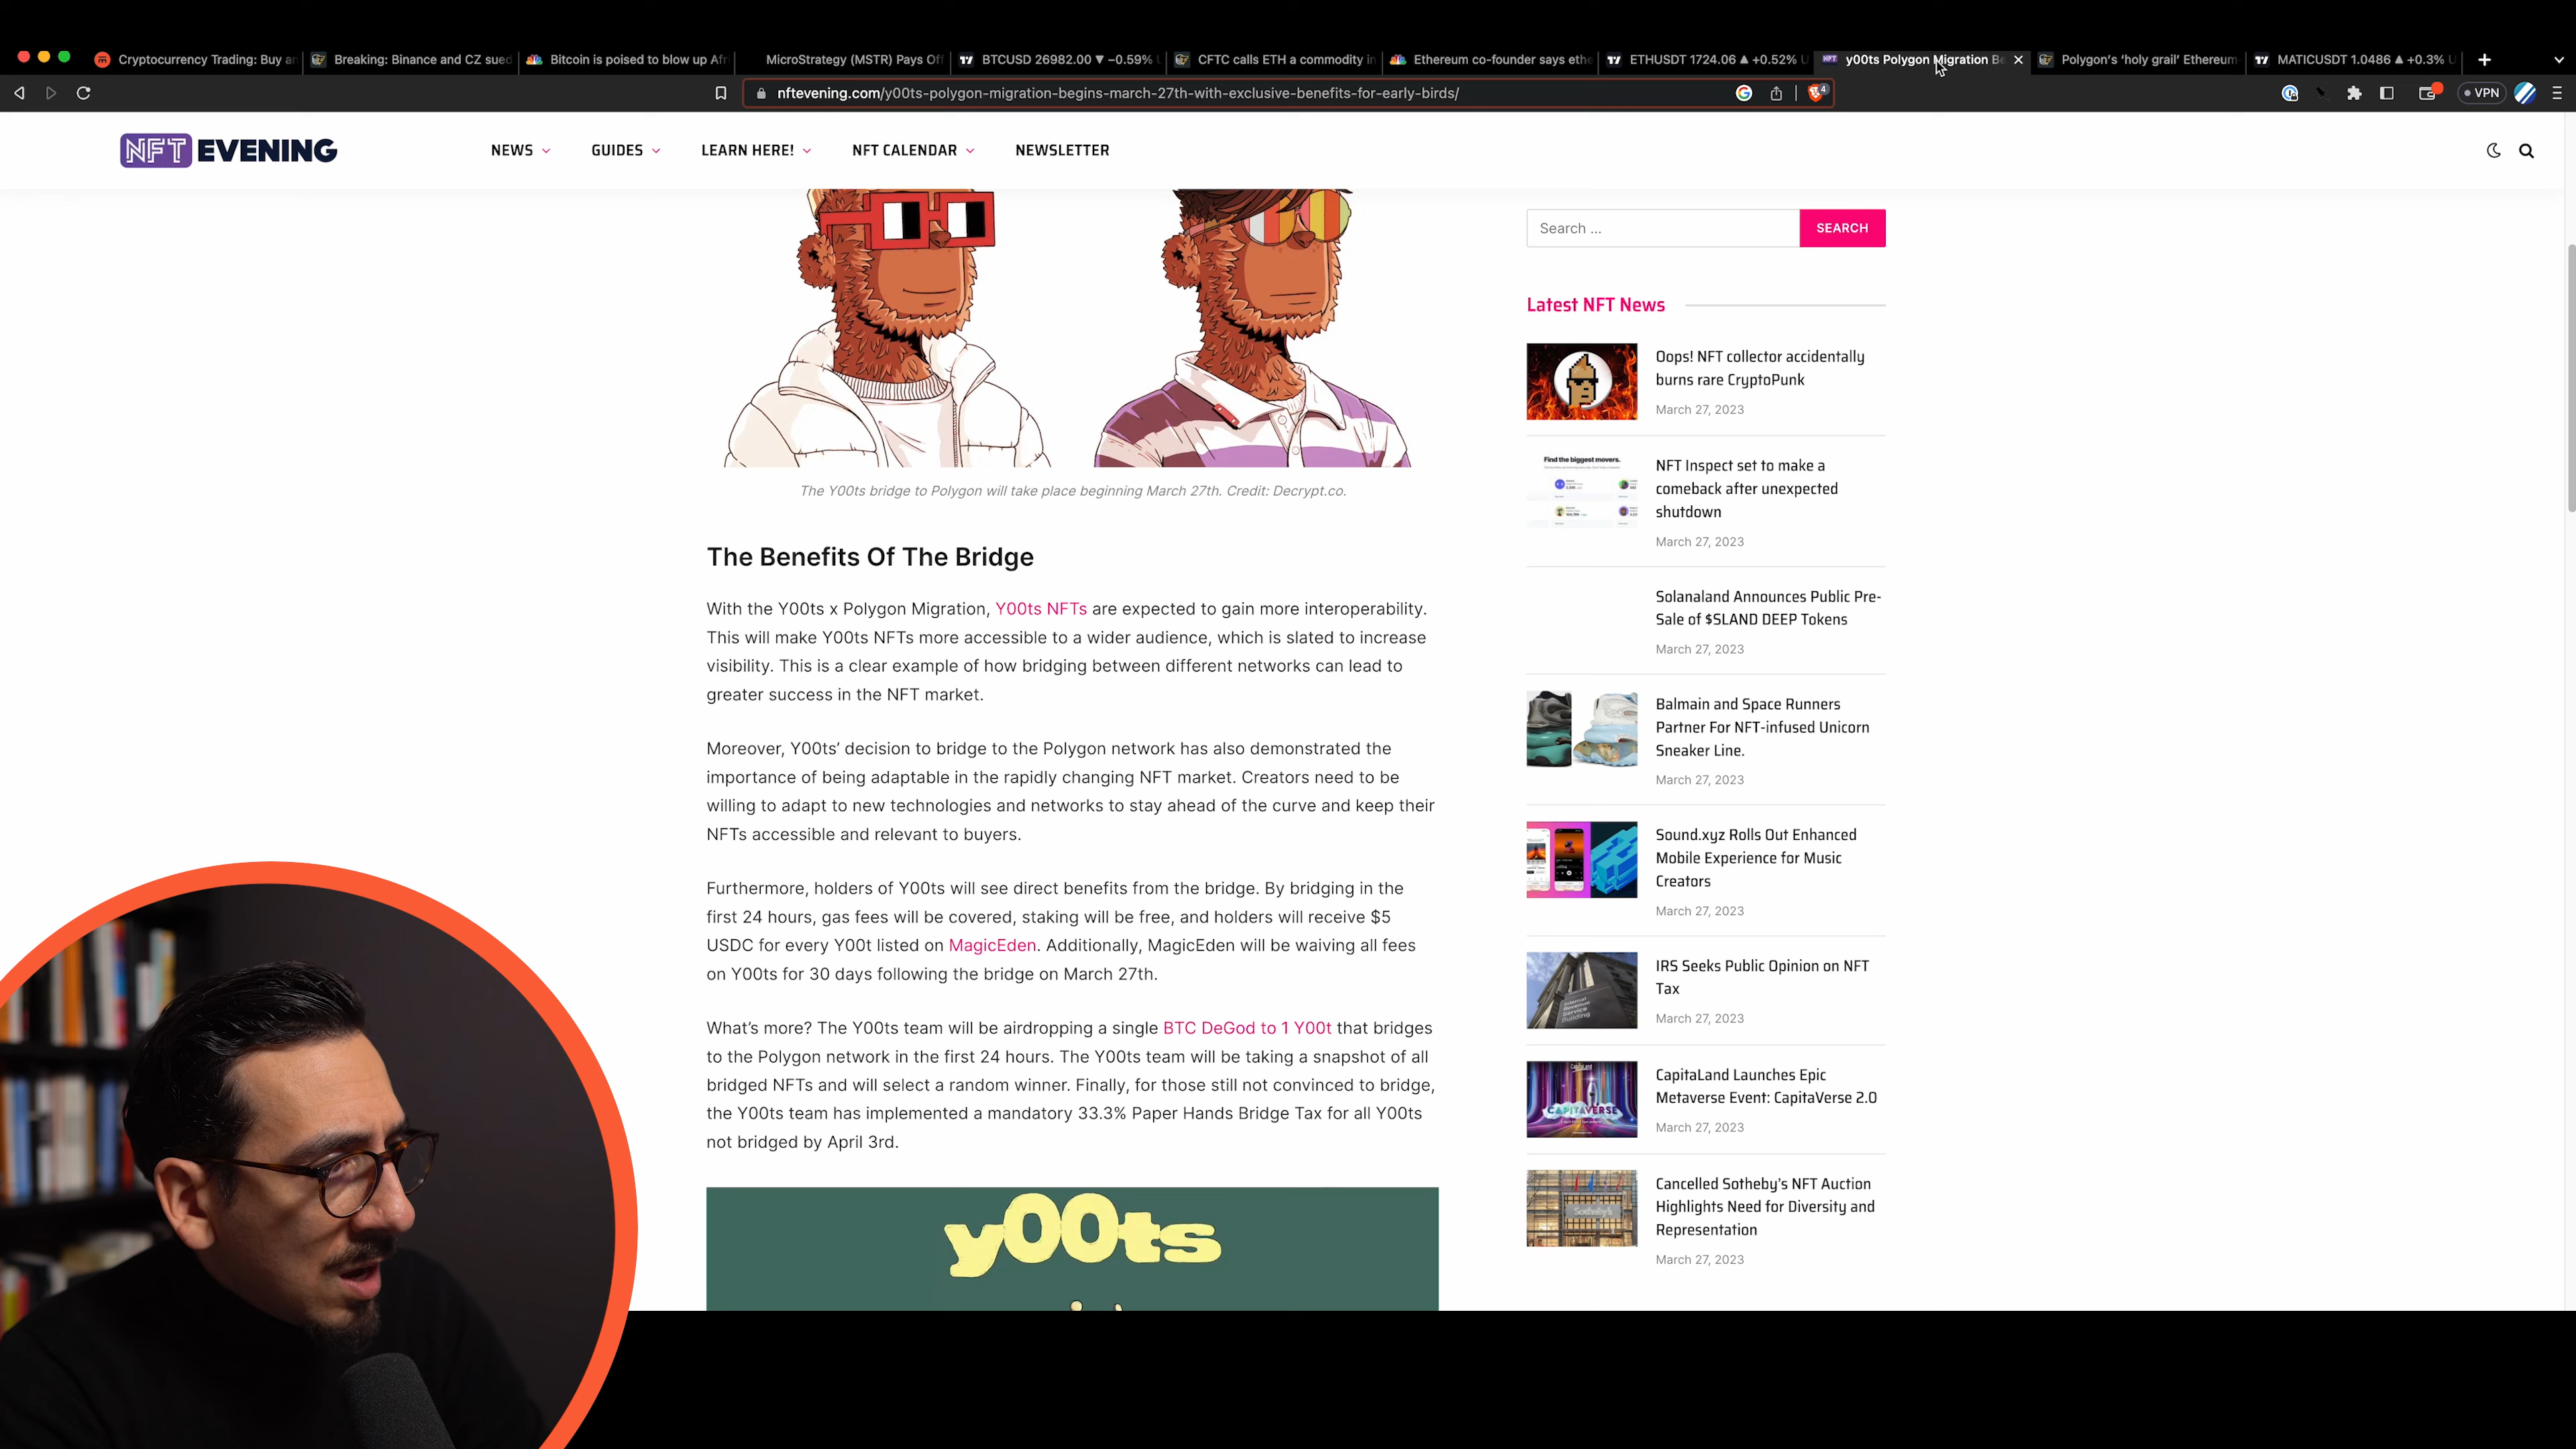 Cryptocurrency Trading: Buy an
Breaking: Binance and CZ sued
Bitcoin is poised to blow up Afri
MicroStrategy (MSTR) Pays Off
BTCUSD 26982.00 ▼ −0.59% U
CFTC calls ETH a commodity in
Ethereum co-founder says ethe
ETHUSDT 1724.06 ▲ +0.52% U
y00ts Polygon Migration Be
Polygon's 'holy grail' Ethereum-
MATICUSDT 1.0486 ▲ +0.3% U
nftevening.com/y00ts-polygon-migration-begins-march-27th-with-exclusive-benefits-for-early-birds/
4
VPN
NFT EVENING
NEWS
GUIDES
LEARN HERE!
NFT CALENDAR
NEWSLETTER
The Y00ts bridge to Polygon will take place beginning March 27th. Credit: Decrypt.co.
The Benefits Of The Bridge
With the Y00ts x Polygon Migration, Y00ts NFTs are expected to gain more interoperability.
This will make Y00ts NFTs more accessible to a wider audience, which is slated to increase
visibility. This is a clear example of how bridging between different networks can lead to
greater success in the NFT market.
Moreover, Y00ts' decision to bridge to the Polygon network has also demonstrated the
importance of being adaptable in the rapidly changing NFT market. Creators need to be
willing to adapt to new technologies and networks to stay ahead of the curve and keep their
NFTs accessible and relevant to buyers.
Furthermore, holders of Y00ts will see direct benefits from the bridge. By bridging in the
first 24 hours, gas fees will be covered, staking will be free, and holders will receive $5
USDC for every Y00t listed on MagicEden. Additionally, MagicEden will be waiving all fees
on Y00ts for 30 days following the bridge on March 27th.
What's more? The Y00ts team will be airdropping a single BTC DeGod to 1 Y00t that bridges
to the Polygon network in the first 24 hours. The Y00ts team will be taking a snapshot of all
bridged NFTs and will select a random winner. Finally, for those still not convinced to bridge,
the Y00ts team has implemented a mandatory 33.3% Paper Hands Bridge Tax for all Y00ts
not bridged by April 3rd.
y00ts
Search ...
SEARCH
Latest NFT News
Oops! NFT collector accidentally
burns rare CryptoPunk
March 27, 2023
Find the biggest movers.
NFT Inspect set to make a
comeback after unexpected
shutdown
March 27, 2023
Solanaland Announces Public Pre-
Sale of $SLAND DEEP Tokens
March 27, 2023
Balmain and Space Runners
Partner For NFT-infused Unicorn
Sneaker Line.
March 27, 2023
Sound.xyz Rolls Out Enhanced
Mobile Experience for Music
Creators
March 27, 2023
Internal
Revenue
Service
Building
IRS Seeks Public Opinion on NFT
Tax
March 27, 2023
CAPITAVERSE
CapitaLand Launches Epic
Metaverse Event: CapitaVerse 2.0
March 27, 2023
Sotheby's
Cancelled Sotheby's NFT Auction
Highlights Need for Diversity and
Representation
March 27, 2023